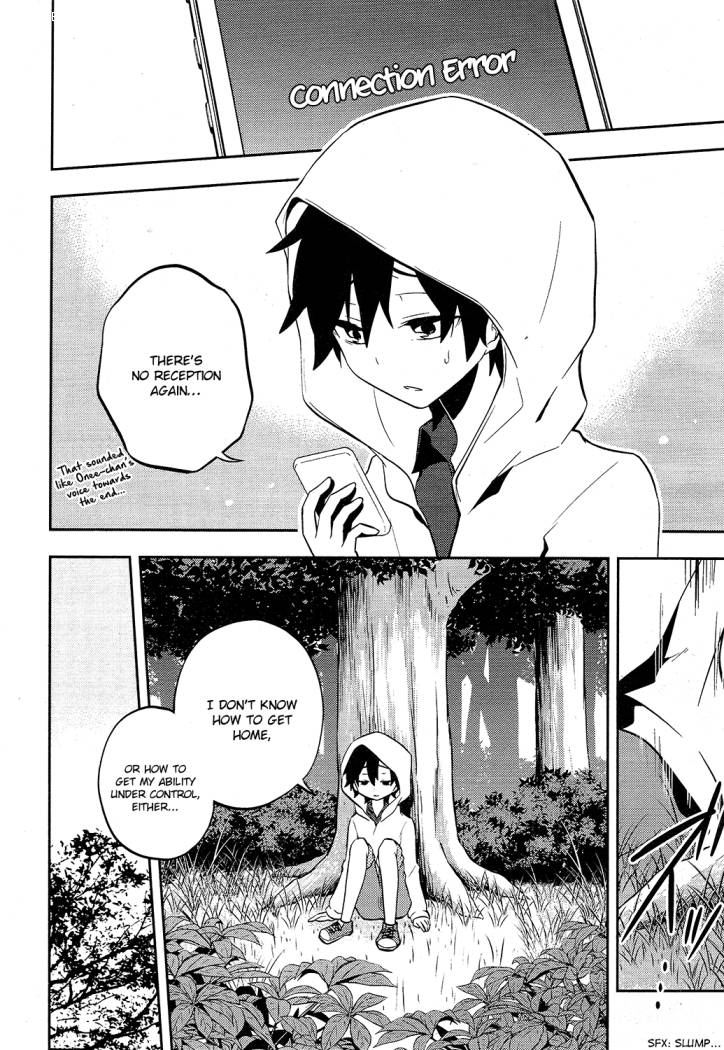 Connection Error
THERE'S
NO RECEPTION
AGAIN...
That sounded
like Onee-chan's
voice towards
the end...
I DON'T KNOW
HOW TO GET
HOME,
OR HOW TO
GET MY ABILITY
UNDER CONTROL,
EITHER...
SFX: SLUMP...